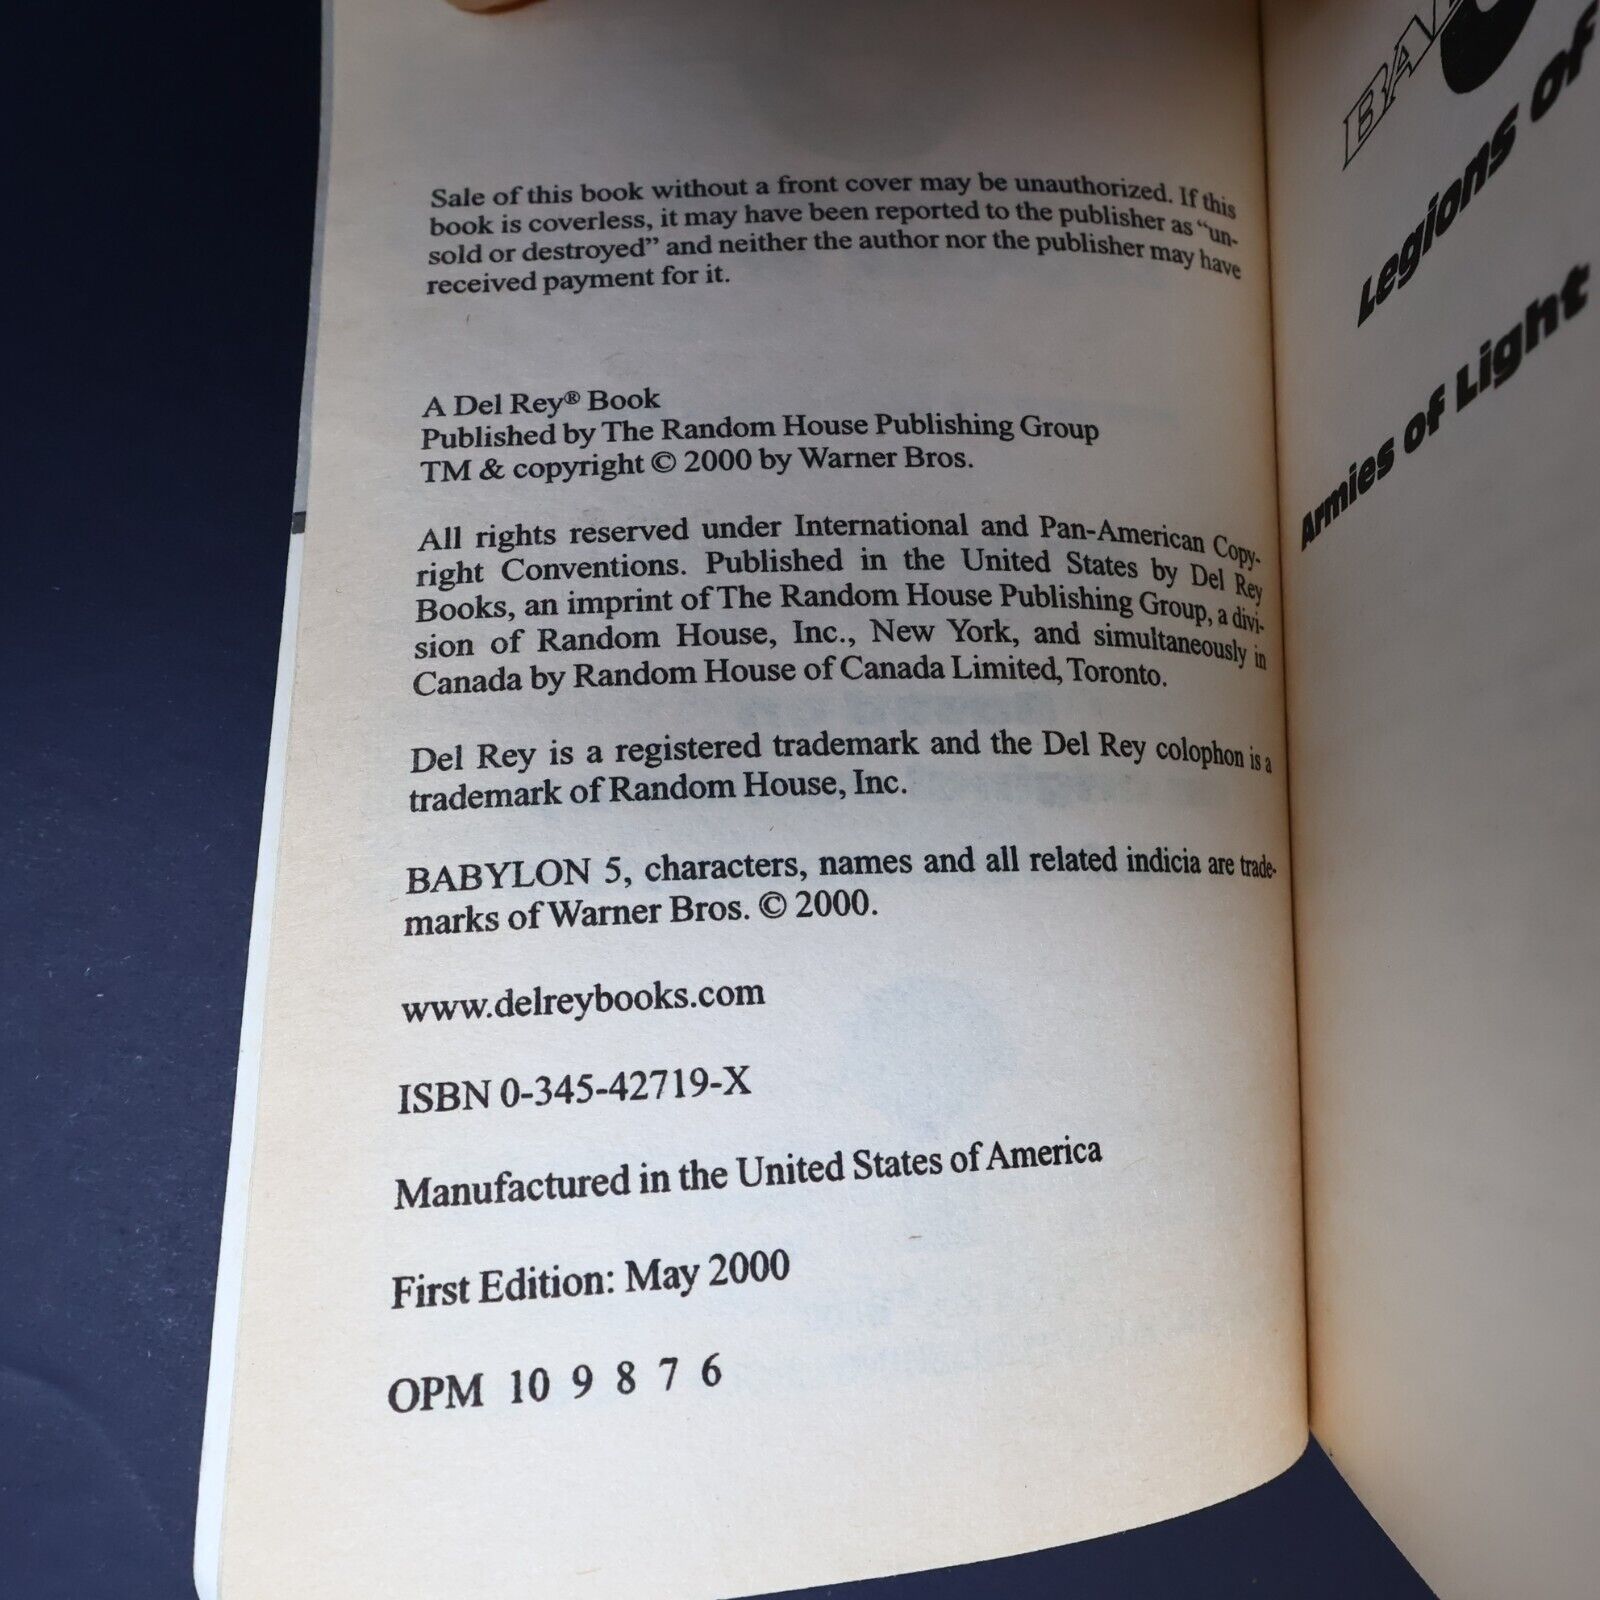 Sale of this book without a front cover may be unauthorized. If this
book is coverless, it may have been reported to the publisher as “un-
sold or destroyed” and neither the author nor the publisher may have
received payment for it.
A Del Rey® Book
Published by The Random House Publishing Group
TM & copyright © 2000 by Warner Bros.
All rights reserved under International and Pan-American Copy-
right Conventions. Published in the United States by Del Rey
Books, an imprint of The Random House Publishing Group, a divi-
sion of Random House, Inc., New York, and simultaneously in
Canada by Random House of Canada Limited, Toronto.
Del Rey is a registered trademark and the Del Rey colophon is a
trademark of Random House, Inc.
BABYLON 5, characters, names and all related indicia are trade-
marks of Warner Bros. © 2000.
www.delreybooks.com
ISBN 0-345-42719-X
Manufactured in the United States of America
First Edition: May 2000
OPM 10 9 8 7 6
Legions of
Armies of Light